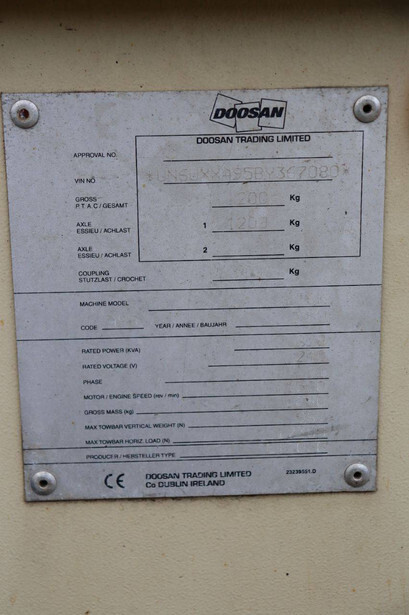 DOOSAN
DOOSAN TRADING LIMITED
APPROVAL NO.
VIN NO.
GROSS Kg
P.T.A.C / GESAMT
AXLE 1 Kg
ESSIEU / ACHLAST
AXLE 2 Kg
ESSIEU / ACHLAST
COUPLING Kg
STUTZLAST / CROCHET
MACHINE MODEL
CODE YEAR / ANNEE / BAUJAHR
RATED POWER (KVA)
RATED VOLTAGE (V)
PHASE
MOTOR / ENGINE SPEED (rev / min)
GROSS MASS (kg)
MAX TOWBAR VERTICAL WEIGHT (N)
MAX TOWBAR HORIZ. LOAD (N)
PRODUCER / HERSTELLER TYPE
CE DOOSAN TRADING LIMITED
Co DUBLIN IRELAND